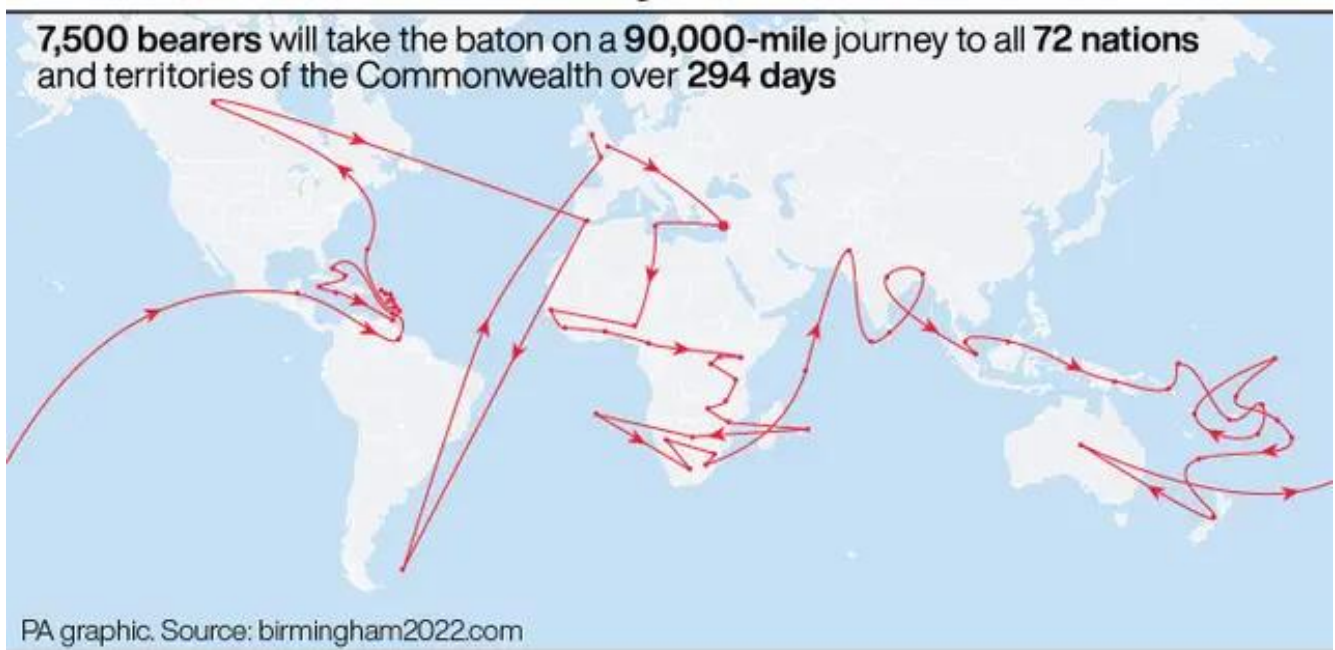 7,500 bearers will take the baton on a 90,000-mile journey to all 72 nations
and territories of the Commonwealth over 294 days
PA graphic. Source: birmingham2022.com